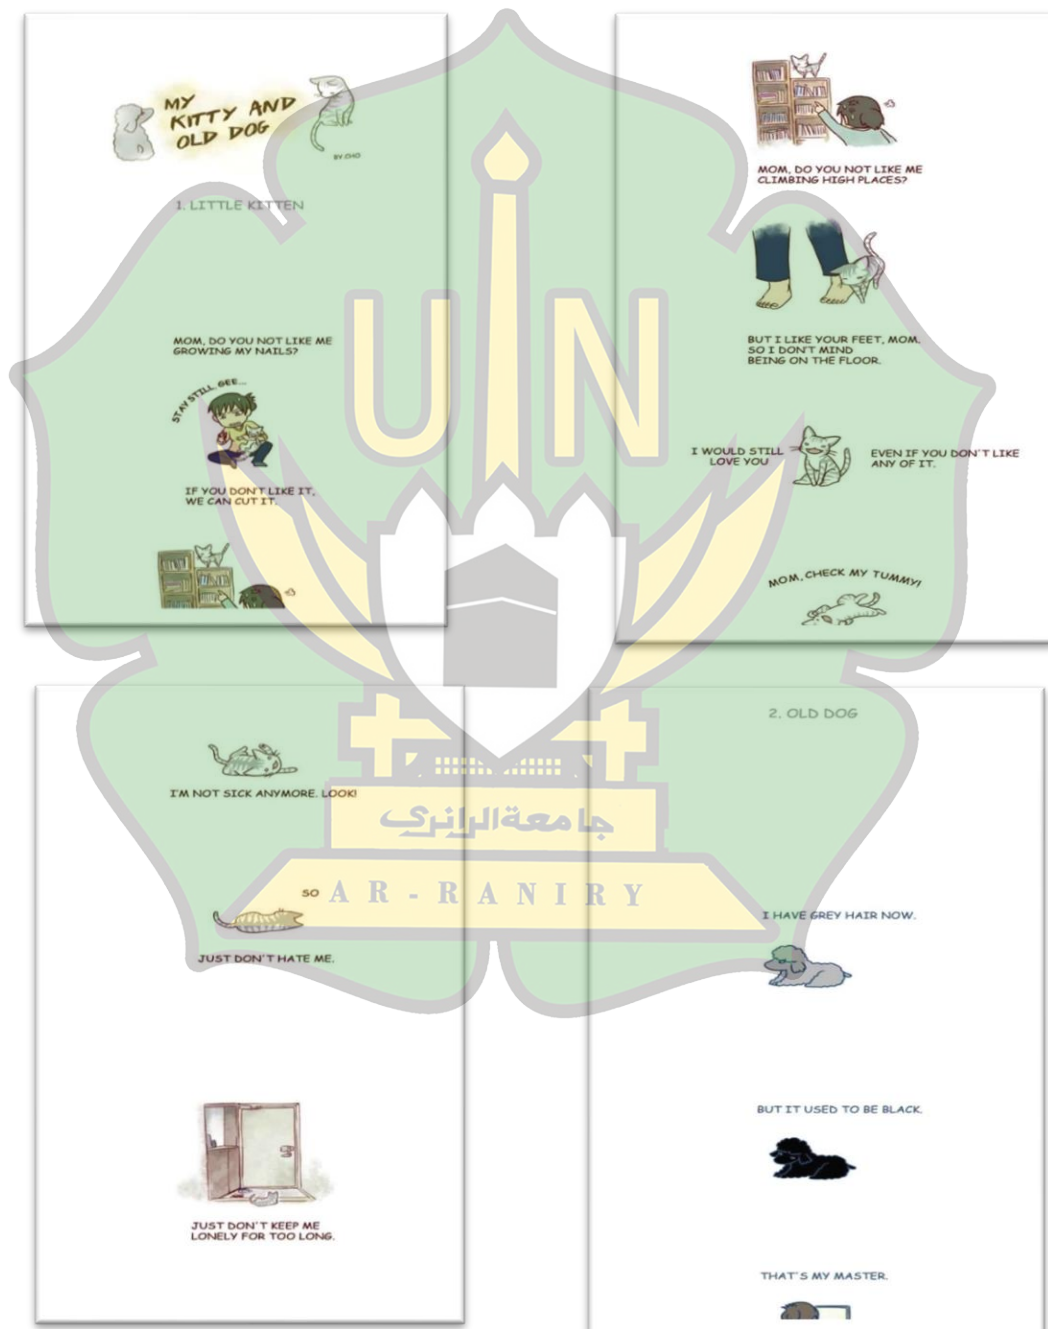 MY
KITTY AND
OLD DOG
BY CHO
1. LITTLE KITTEN
MOM, DO YOU NOT LIKE ME
GROWING MY NAILS?
STAY STILL, GEE...
IF YOU DON'T LIKE IT,
WE CAN CUT IT.
MOM, DO YOU NOT LIKE ME
CLIMBING HIGH PLACES?
BUT I LIKE YOUR FEET, MOM.
SO I DON'T MIND
BEING ON THE FLOOR.
I WOULD STILL
LOVE YOU
EVEN IF YOU DON'T LIKE
ANY OF IT.
MOM, CHECK MY TUMMY!
I'M NOT SICK ANYMORE. LOOK!
SO
JUST DON'T HATE ME.
JUST DON'T KEEP ME
LONELY FOR TOO LONG.
2. OLD DOG
I HAVE GREY HAIR NOW.
BUT IT USED TO BE BLACK.
THAT'S MY MASTER.
UIN
جامعةالرانري
AR-RANIRY